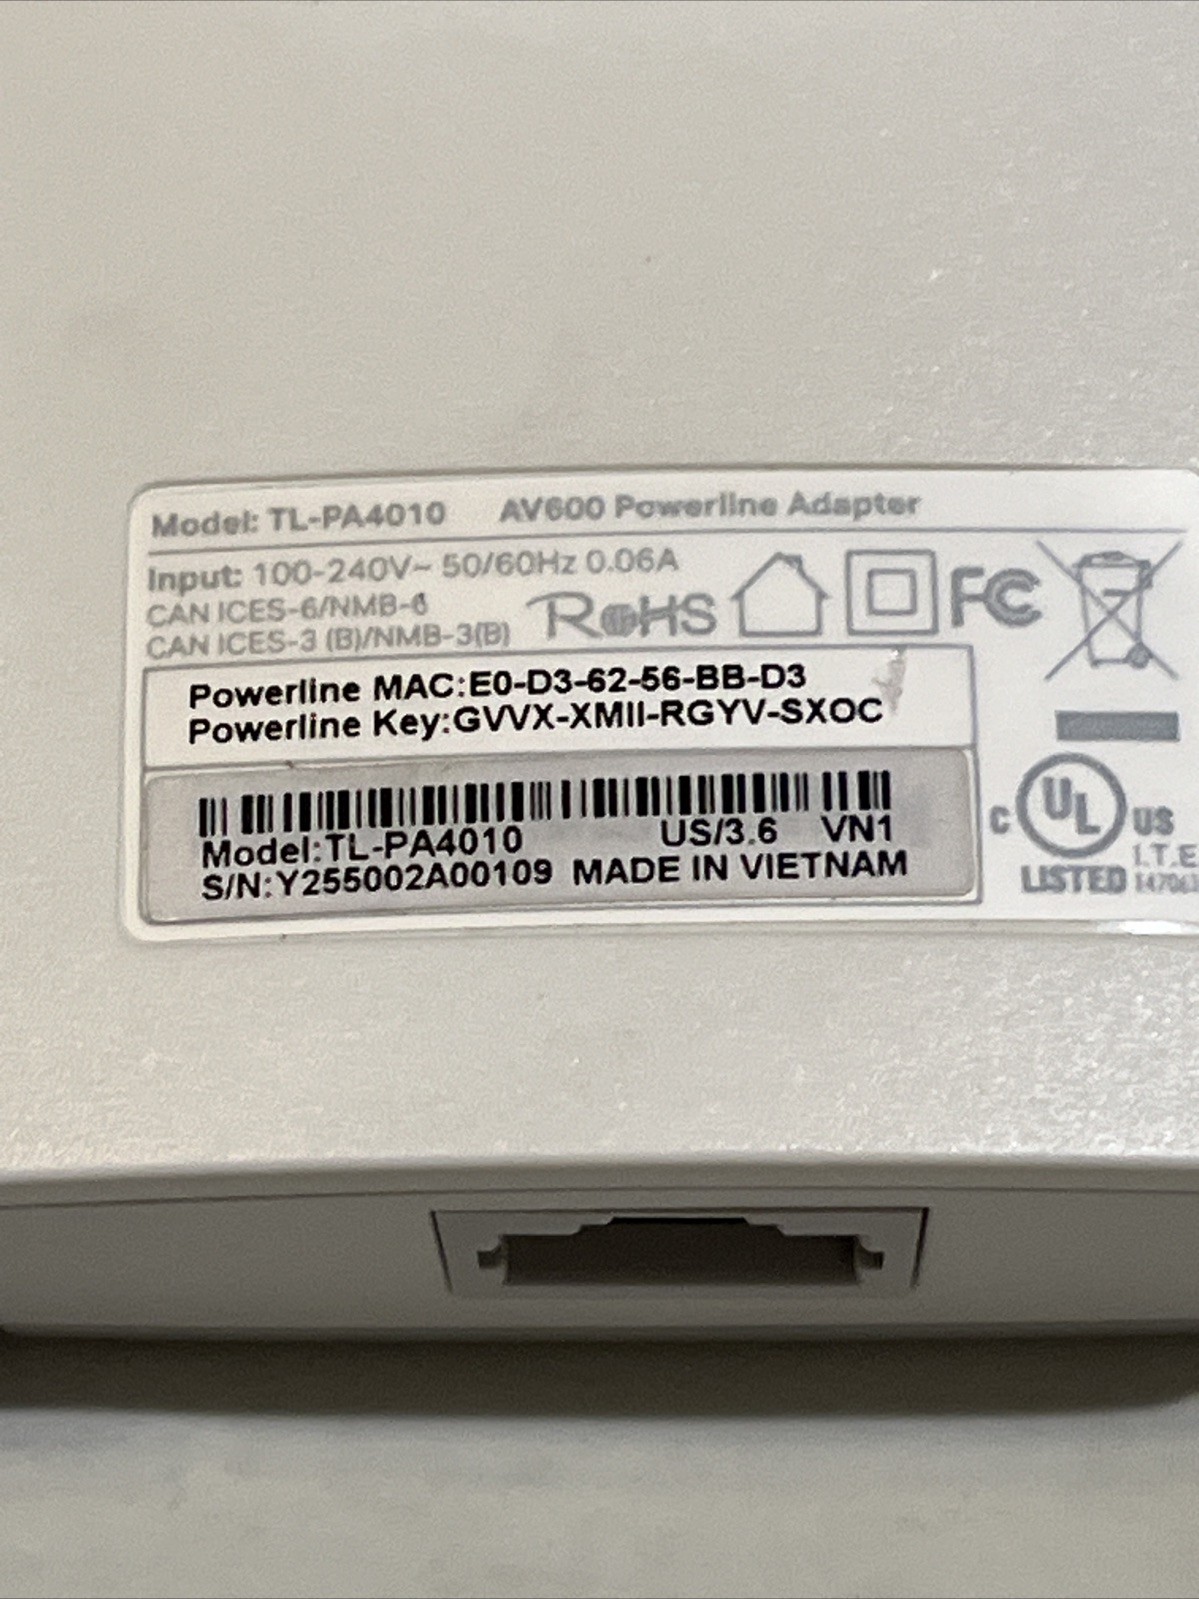 Model: TL-PA4010 AV600 Powerline Adapter
Input: 100-240V~ 50/60Hz 0.06A
CAN ICES-6/NMB-6
CAN ICES-3 (B)/NMB-3(B)
RoHS
FC
Powerline MAC:E0-D3-62-56-BB-D3
Powerline Key:GVVX-XMII-RGYV-SXOC
Model:TL-PA4010 US/3.6 VN1
S/N:Y255002A00109 MADE IN VIETNAM
C UL US
LISTED I.T.E